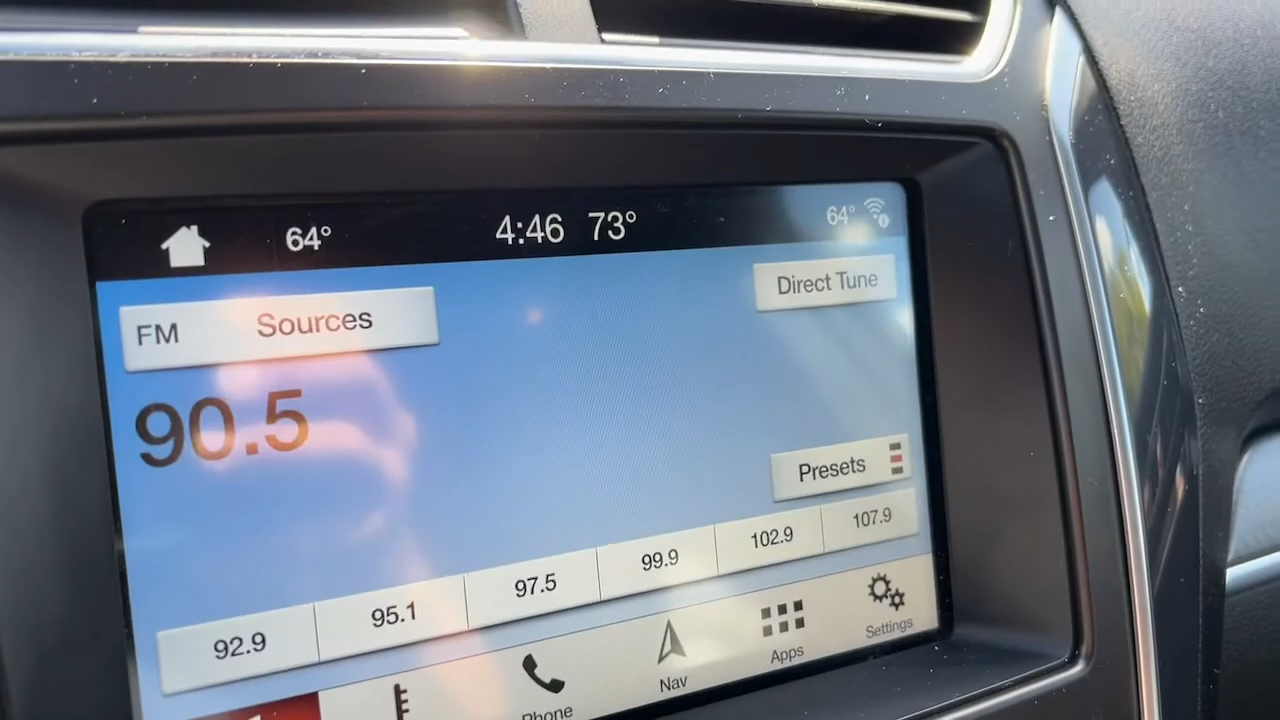 64° 4:46 73° 64°
FM Sources
Direct Tune
90.5
Presets
92.9 95.1 97.5 99.9 102.9 107.9
Phone Nav Apps Settings